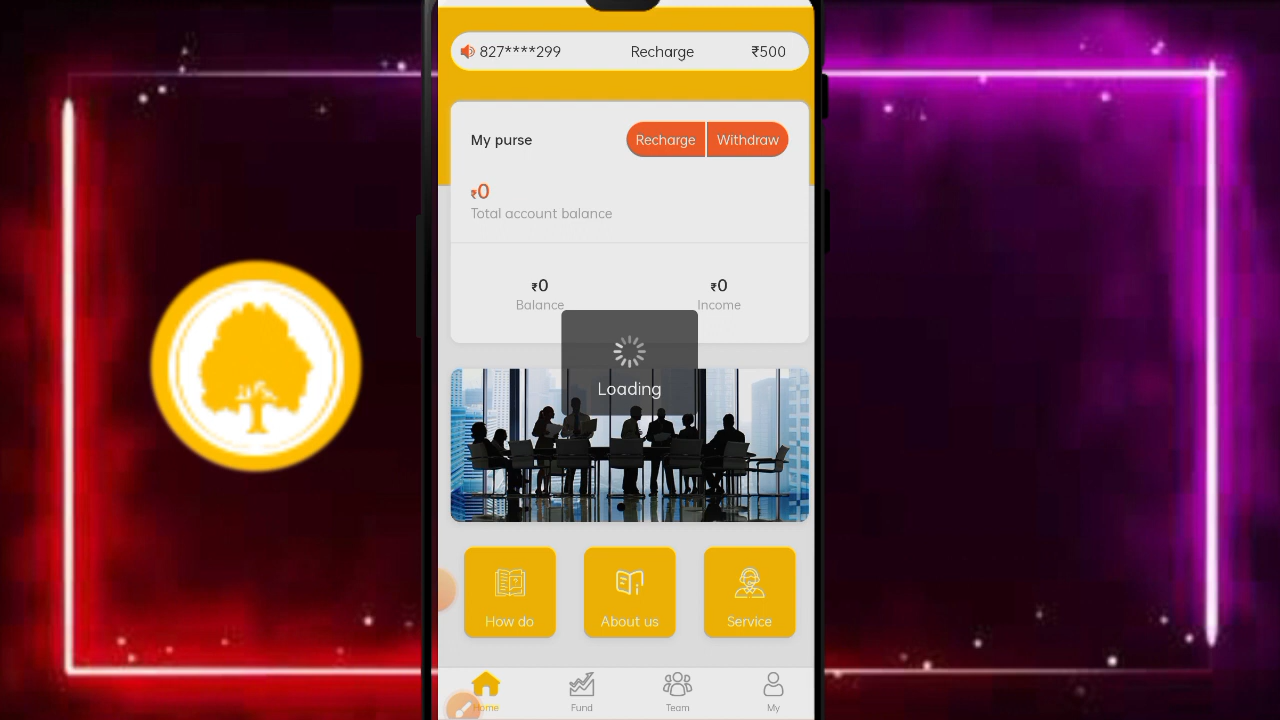 827****299 Recharge ₹500
My purse Recharge Withdraw
₹0
Total account balance
₹0 ₹0
Balance Income
Loading
How do About us Service
Home Fund Team My